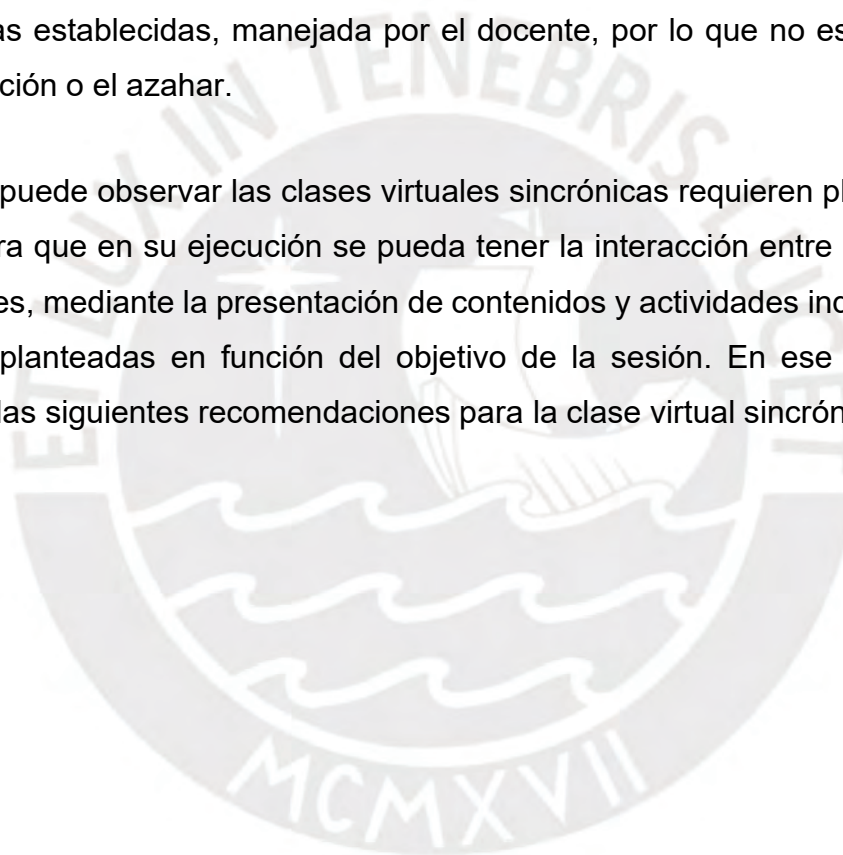 as establecidas, manejada por el docente, por lo que no es
ción o el azahar.
puede observar las clases virtuales sincrónicas requieren pl
ra que en su ejecución se pueda tener la interacción entre
es, mediante la presentación de contenidos y actividades ind
planteadas en función del objetivo de la sesión. En ese
las siguientes recomendaciones para la clase virtual sincrón
ET LUX IN TENEBRIS LUCET
MCMXVII